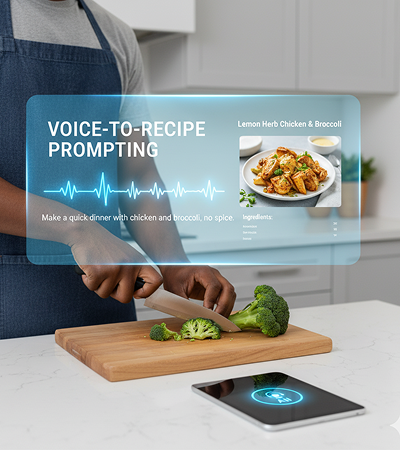 VOICE-TO-RECIPE
PROMPTING
Make a quick dinner with chicken and broccoli, no spice
Lemon Herb Chicken & Broccoli
Ingredients: